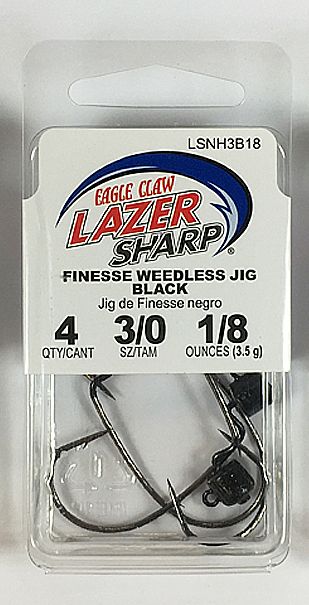 LSNH3B18
EAGLE CLAW
LAZER
SHARP®
FINESSE WEEDLESS JIG
BLACK
Jig de Finesse negro
4 3/0 1/8
QTY/CANT SZ/TAM OUNCES (3.5 g)